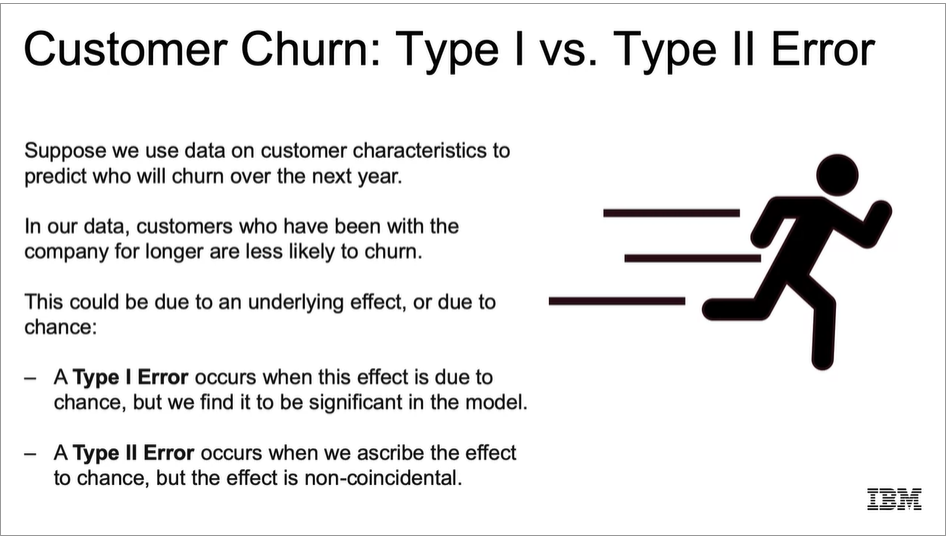 Customer Churn: Type I vs. Type II Error
Suppose we use data on customer characteristics to
predict who will churn over the next year.
In our data, customers who have been with the
company for longer are less likely to churn.
This could be due to an underlying effect, or due to
chance:
– A Type I Error occurs when this effect is due to
chance, but we find it to be significant in the model.
– A Type II Error occurs when we ascribe the effect
to chance, but the effect is non-coincidental.
IBM